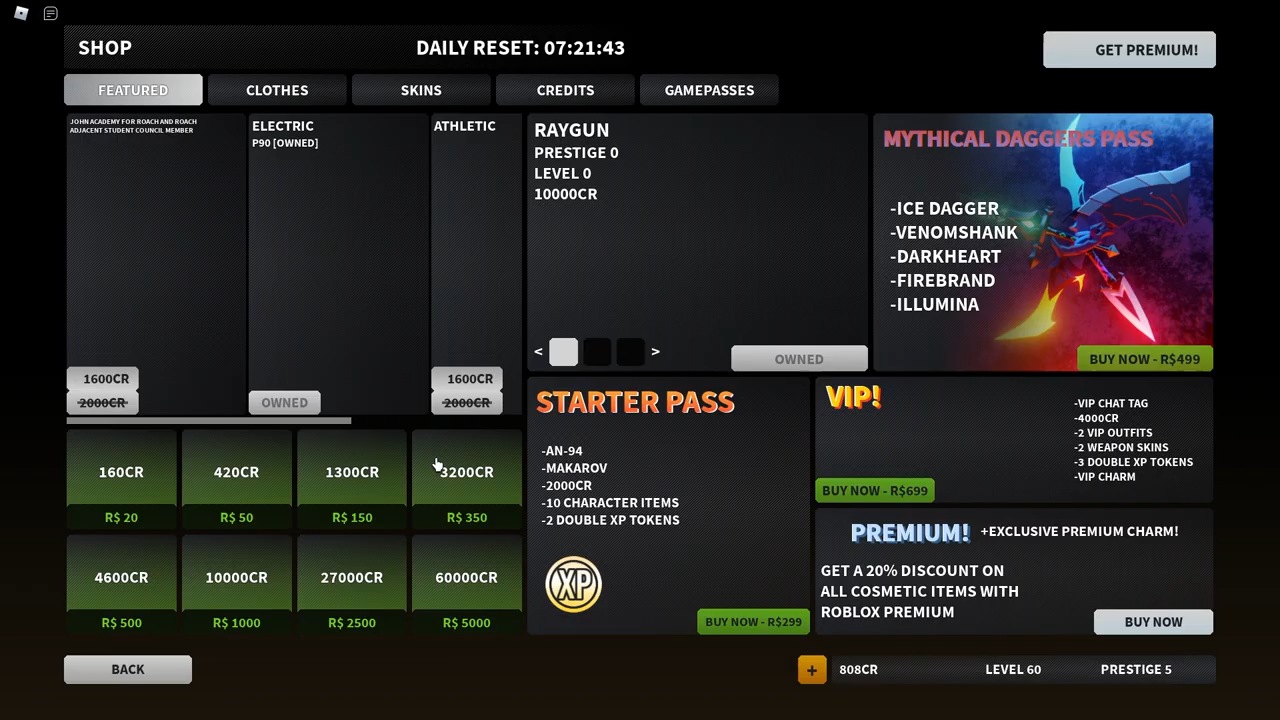 SHOP
DAILY RESET: 07:21:43
GET PREMIUM!
FEATURED
CLOTHES
SKINS
CREDITS
GAMEPASSES
JOHN ACADEMY FOR ROACH AND ROACH
ADJACENT STUDENT COUNCIL MEMBER
1600CR
2000CR
ELECTRIC
P90 [OWNED]
OWNED
ATHLETIC
1600CR
2000CR
RAYGUN
PRESTIGE 0
LEVEL 0
10000CR
<
>
OWNED
MYTHICAL DAGGERS PASS
-ICE DAGGER
-VENOMSHANK
-DARKHEART
-FIREBRAND
-ILLUMINA
BUY NOW - R$499
160CR
R$ 20
420CR
R$ 50
1300CR
R$ 150
3200CR
R$ 350
4600CR
R$ 500
10000CR
R$ 1000
27000CR
R$ 2500
60000CR
R$ 5000
STARTER PASS
-AN-94
-MAKAROV
-2000CR
-10 CHARACTER ITEMS
-2 DOUBLE XP TOKENS
XP
BUY NOW - R$299
VIP!
-VIP CHAT TAG
-4000CR
-2 VIP OUTFITS
-2 WEAPON SKINS
-3 DOUBLE XP TOKENS
-VIP CHARM
BUY NOW - R$699
PREMIUM!
+EXCLUSIVE PREMIUM CHARM!
GET A 20% DISCOUNT ON
ALL COSMETIC ITEMS WITH
ROBLOX PREMIUM
BUY NOW
BACK
+
808CR
LEVEL 60
PRESTIGE 5